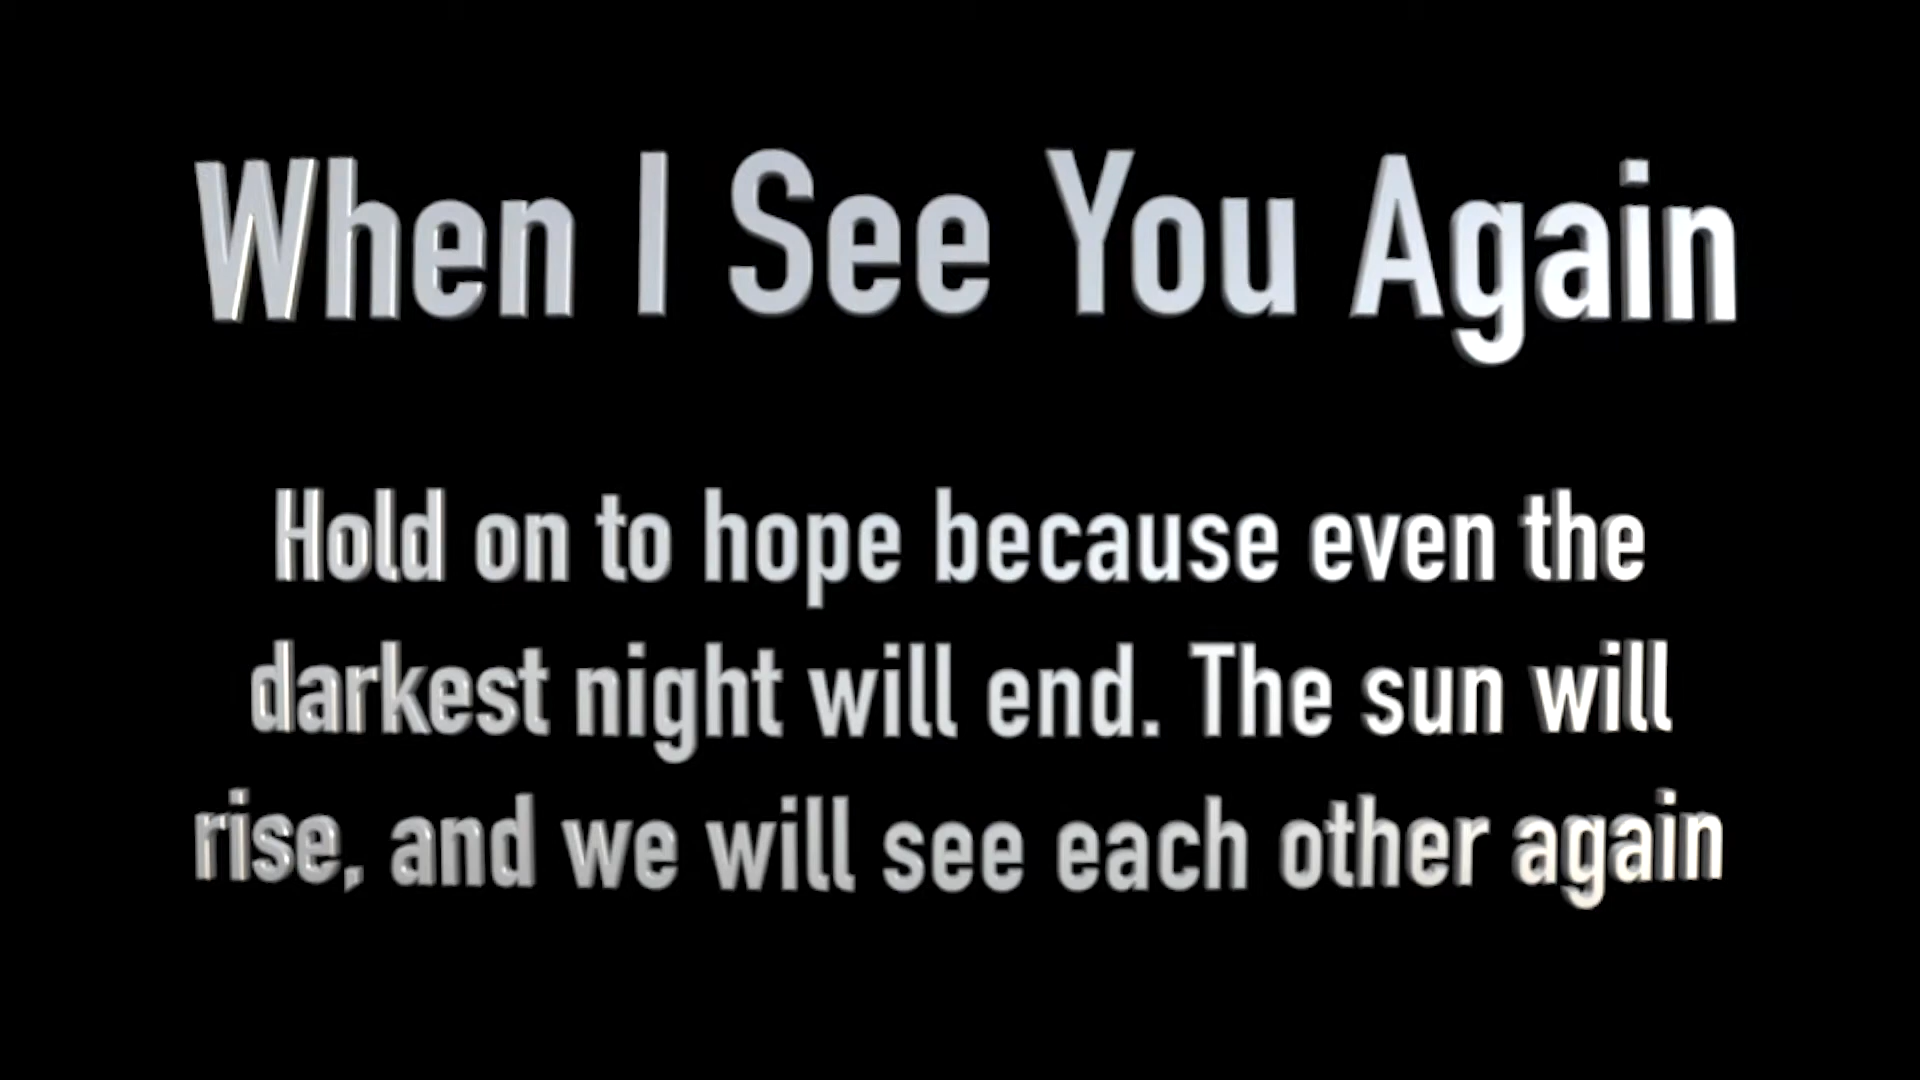 When I See You Again
Hold on to hope because even the
darkest night will end. The sun will
rise, and we will see each other again